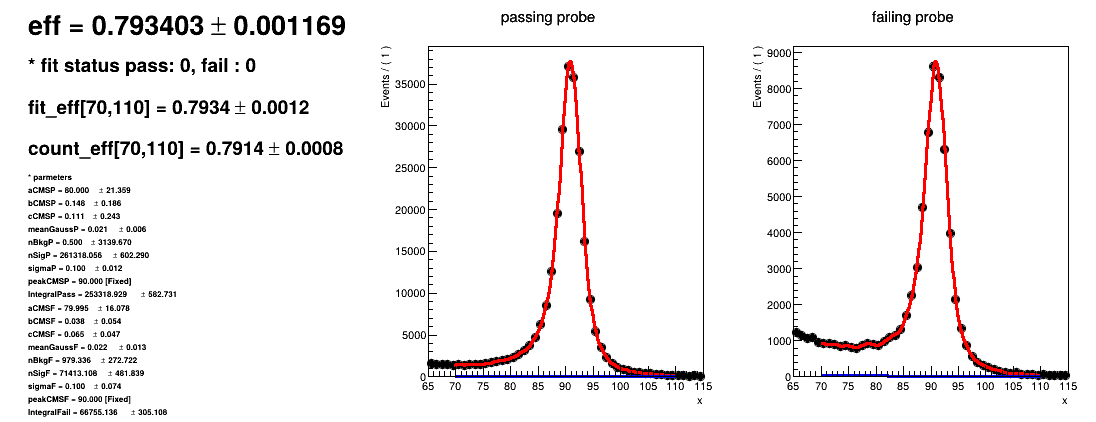 eff = 0.793403 ± 0.001169
* fit status pass: 0, fail : 0
fit_eff[70,110] = 0.7934 ± 0.0012
count_eff[70,110] = 0.7914 ± 0.0008
* parmeters
aCMSP = 80.000 ± 21.359
bCMSP = 0.148 ± 0.186
cCMSP = 0.111 ± 0.243
meanGaussP = 0.021 ± 0.006
nBkgP = 0.500 ± 3139.670
nSigP = 261318.056 ± 602.290
sigmaP = 0.100 ± 0.012
peakCMSP = 90.000 [Fixed]
IntegralPass = 253318.929 ± 582.731
aCMSF = 79.995 ± 16.078
bCMSF = 0.038 ± 0.054
cCMSF = 0.065 ± 0.047
meanGaussF = 0.022 ± 0.013
nBkgF = 979.336 ± 272.722
nSigF = 71413.108 ± 481.839
sigmaF = 0.100 ± 0.074
peakCMSF = 90.000 [Fixed]
IntegralFail = 66755.136 ± 305.108
passing probe
Events / ( 1 )
35000
30000
25000
20000
15000
10000
5000
0
65 70 75 80 85 90 95 100 105 110 115
x
failing probe
Events / ( 1 )
9000
8000
7000
6000
5000
4000
3000
2000
1000
0
65 70 75 80 85 90 95 100 105 110 115
x